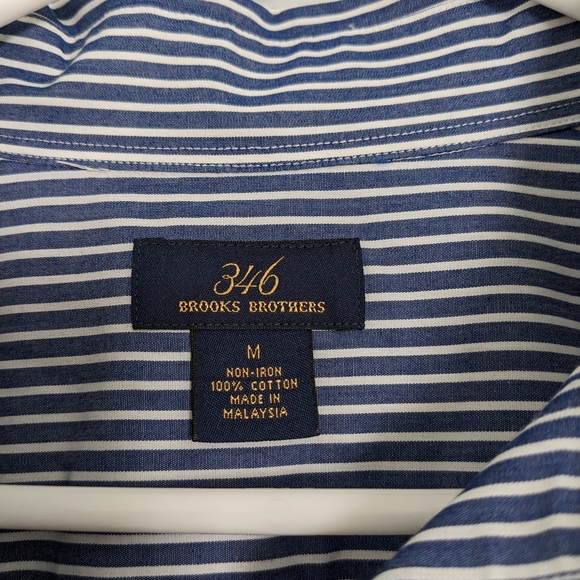 346
BROOKS BROTHERS
M
NON-IRON
100% COTTON
MADE IN
MALAYSIA